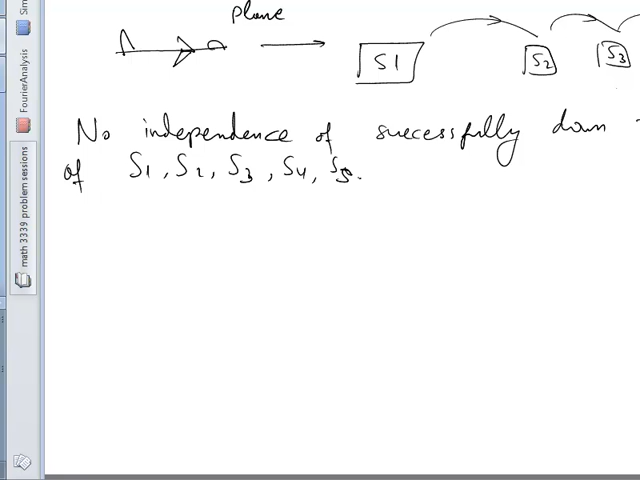 plane
S1
S2
S3
No independence of successfully down
of S1, S2, S3, S4, S5.
Sim
FourierAnalysis
math 3339 problem sessions